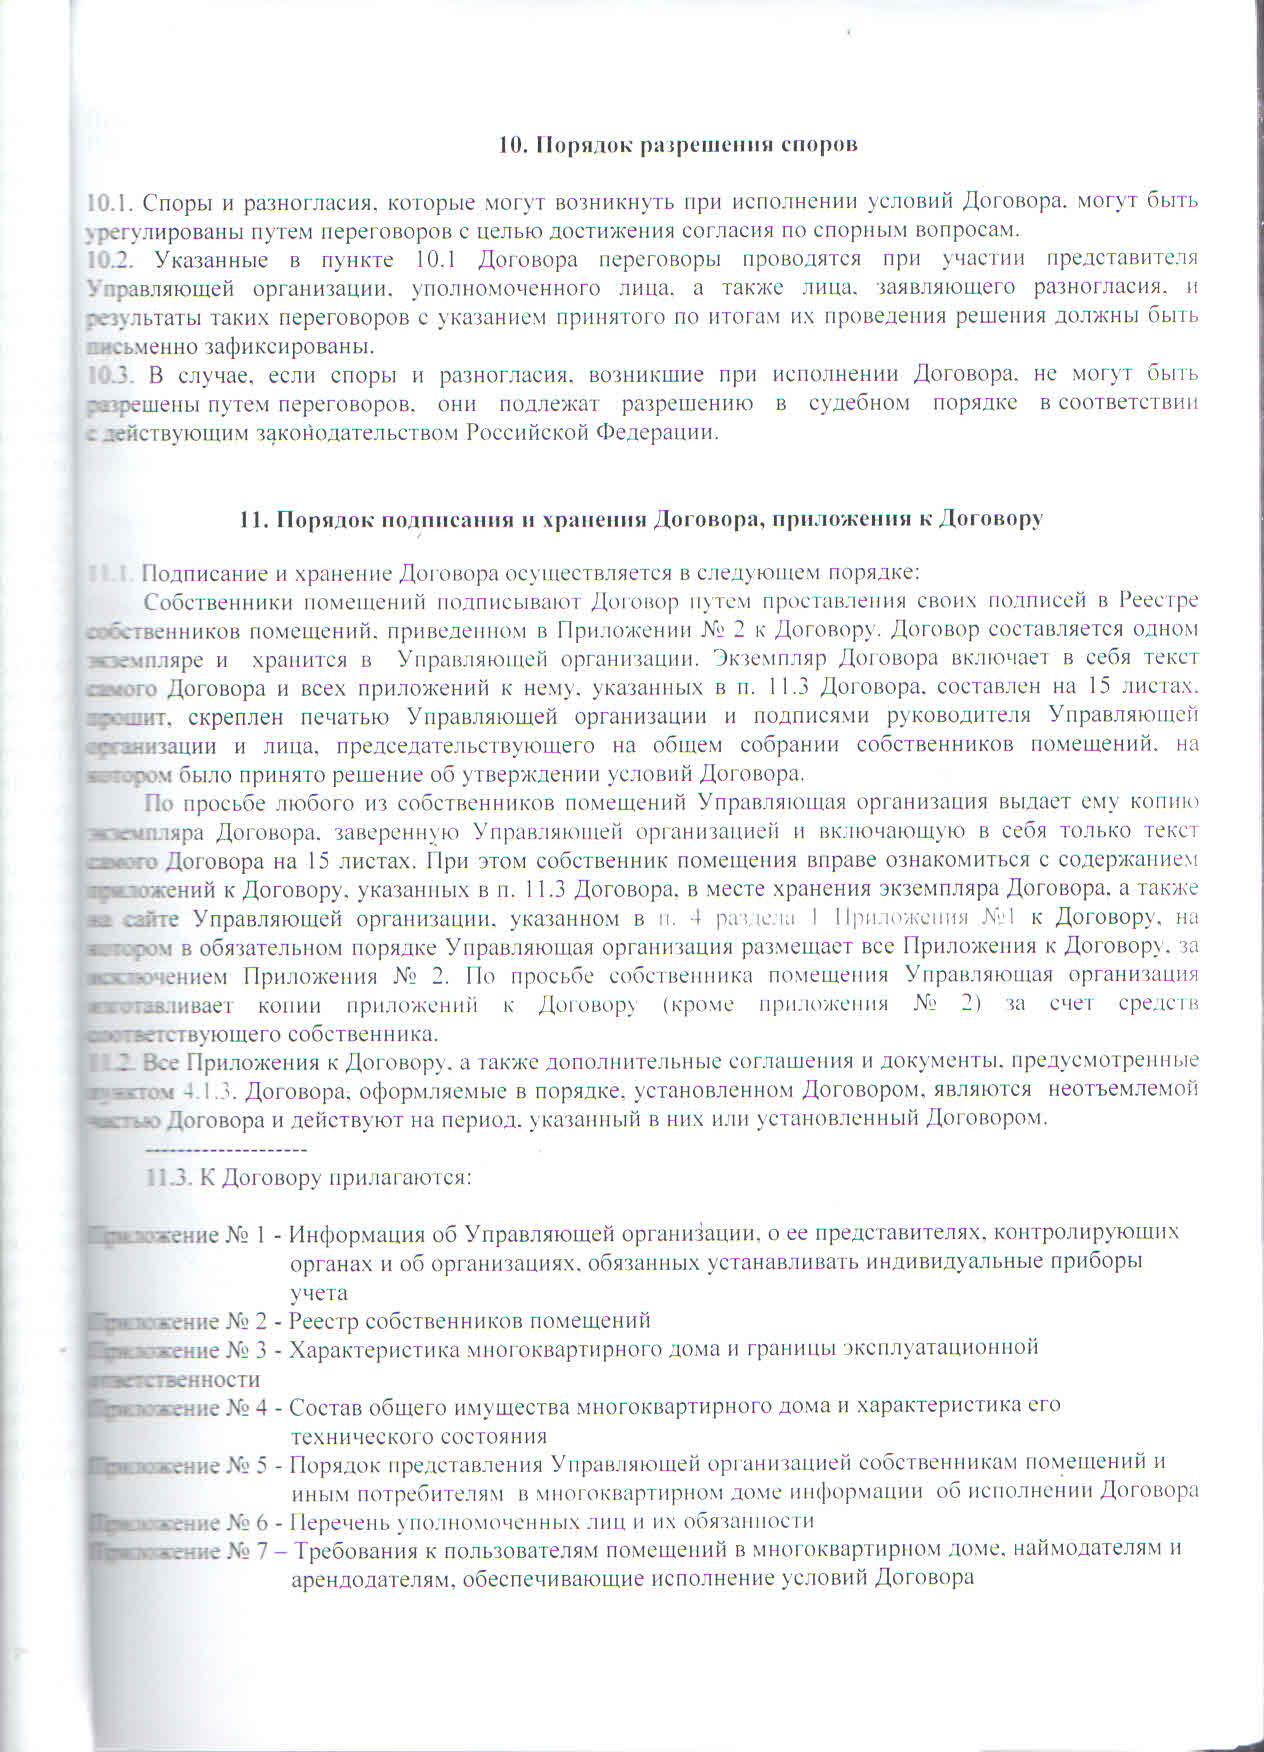 10. Порядок разрешения споров
10.1. Споры и разногласия, которые могут возникнуть при исполнении условий Договора, могут быть
урегулированы путем переговоров с целью достижения согласия по спорным вопросам.
10.2. Указанные в пункте 10.1 Договора переговоры проводятся при участии представителя
Управляющей организации, уполномоченного лица, а также лица, заявляющего разногласия, и
результаты таких переговоров с указанием принятого по итогам их проведения решения должны быть
письменно зафиксированы.
10.3. В случае, если споры и разногласия, возникшие при исполнении Договора, не могут быть
разрешены путем переговоров, они подлежат разрешению в судебном порядке в соответствии
с действующим законодательством Российской Федерации.
11. Порядок подписания и хранения Договора, приложения к Договору
11.1. Подписание и хранение Договора осуществляется в следующем порядке:
Собственники помещений подписывают Договор путем проставления своих подписей в Реестре
собственников помещений, приведенном в Приложении № 2 к Договору. Договор составляется одном
экземпляре и хранится в Управляющей организации. Экземпляр Договора включает в себя текст
самого Договора и всех приложений к нему, указанных в п. 11.3 Договора, составлен на 15 листах,
прошит, скреплен печатью Управляющей организации и подписями руководителя Управляющей
организации и лица, председательствующего на общем собрании собственников помещений, на
котором было принято решение об утверждении условий Договора.
По просьбе любого из собственников помещений Управляющая организация выдает ему копию
экземпляра Договора, заверенную Управляющей организацией и включающую в себя только текст
самого Договора на 15 листах. При этом собственник помещения вправе ознакомиться с содержанием
приложений к Договору, указанных в п. 11.3 Договора, в месте хранения экземпляра Договора, а также
на сайте Управляющей организации, указанном в п. 4 раздела 1 Приложения №1 к Договору, на
котором в обязательном порядке Управляющая организация размещает все Приложения к Договору, за
исключением Приложения № 2. По просьбе собственника помещения Управляющая организация
изготавливает копии приложений к Договору (кроме приложения № 2) за счет средств
соответствующего собственника.
11.2. Все Приложения к Договору, а также дополнительные соглашения и документы, предусмотренные
пунктом 4.1.3. Договора, оформляемые в порядке, установленном Договором, являются неотъемлемой
частью Договора и действуют на период, указанный в них или установленный Договором.
--------------------
11.3. К Договору прилагаются:
Приложение № 1 - Информация об Управляющей организации, о ее представителях, контролирующих
органах и об организациях, обязанных устанавливать индивидуальные приборы
учета
Приложение № 2 - Реестр собственников помещений
Приложение № 3 - Характеристика многоквартирного дома и границы эксплуатационной
ответственности
Приложение № 4 - Состав общего имущества многоквартирного дома и характеристика его
технического состояния
Приложение № 5 - Порядок представления Управляющей организацией собственникам помещений и
иным потребителям в многоквартирном доме информации об исполнении Договора
Приложение № 6 - Перечень уполномоченных лиц и их обязанности
Приложение № 7 – Требования к пользователям помещений в многоквартирном доме, наймодателям и
арендодателям, обеспечивающие исполнение условий Договора